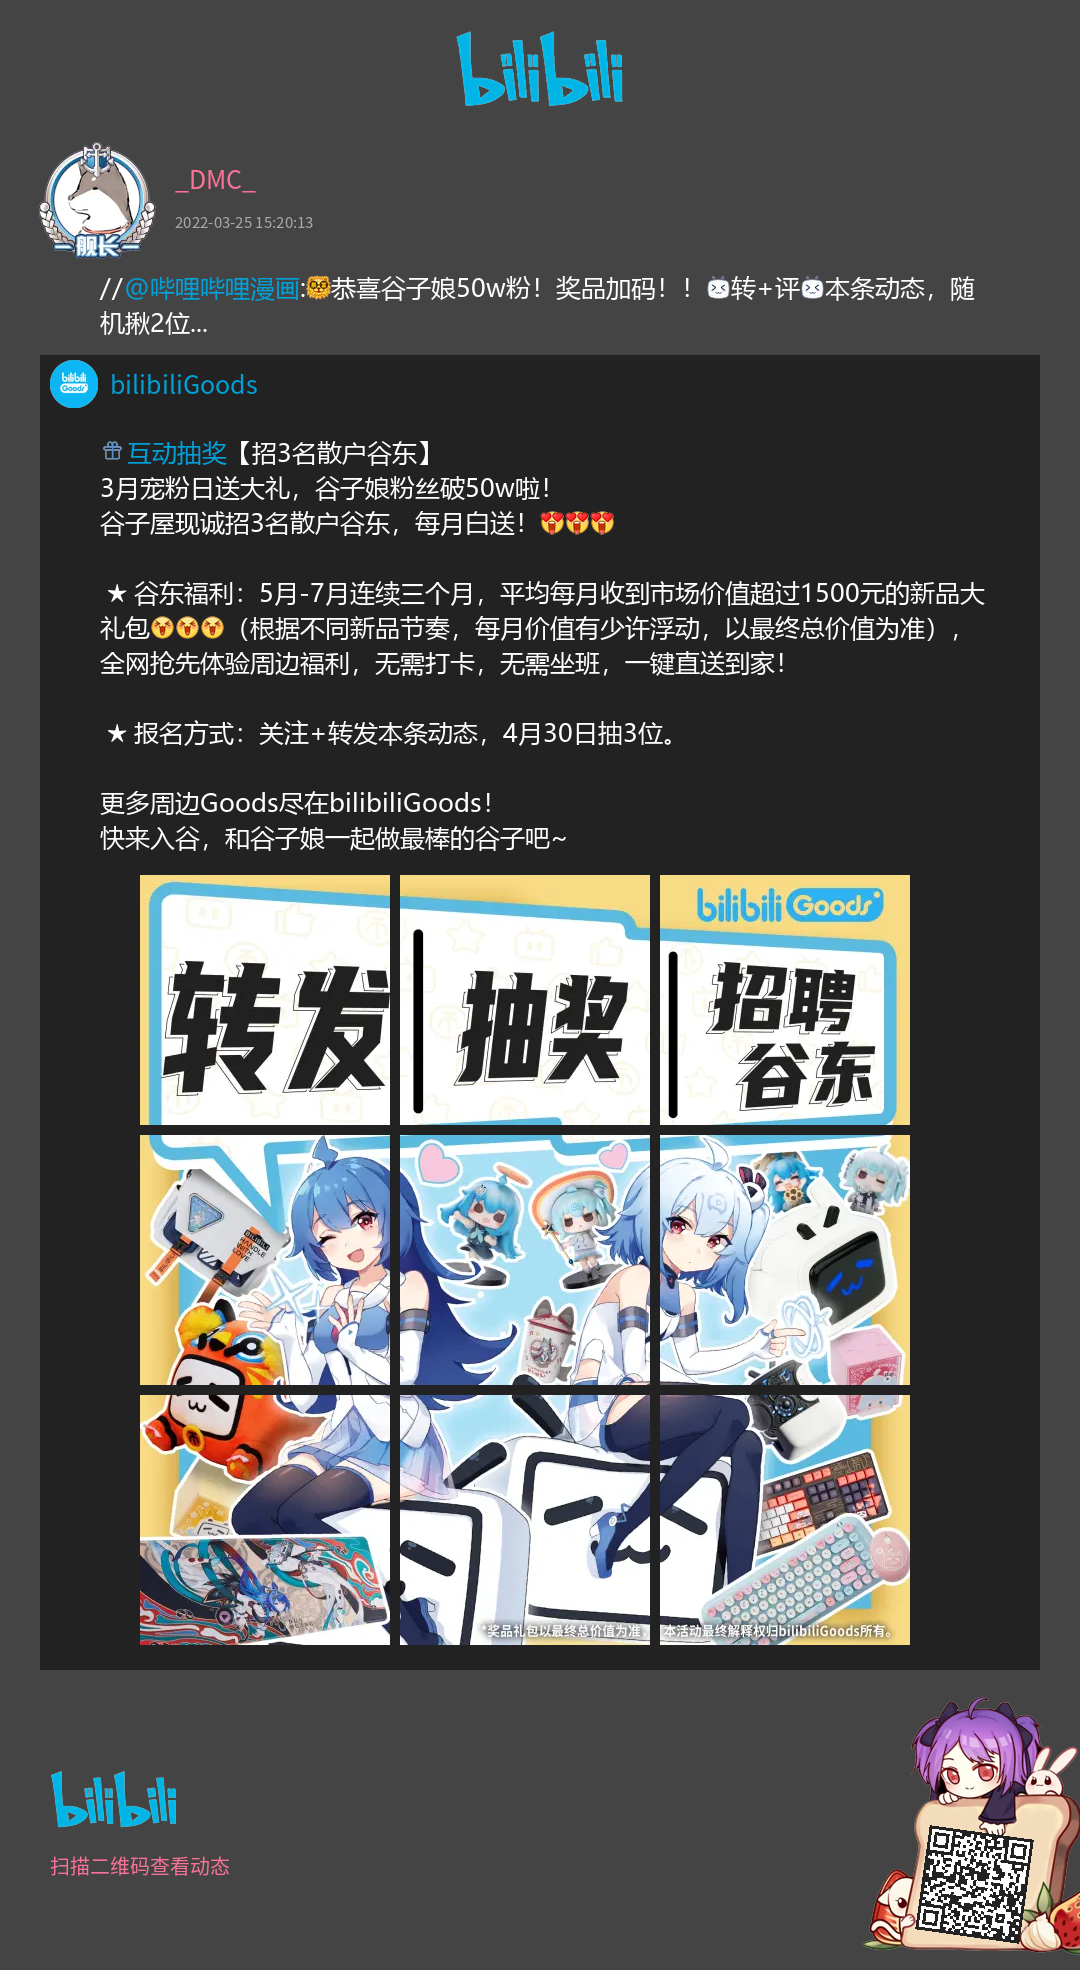 bilibili
_DMC_
2022-03-25 15:20:13
舰长
//@哔哩哔哩漫画:恭喜谷子娘50w粉！奖品加码！！转+评本条动态，随
机揪2位...
bilibili
Goods
bilibiliGoods
互动抽奖【招3名散户谷东】
3月宠粉日送大礼，谷子娘粉丝破50w啦！
谷子屋现诚招3名散户谷东，每月白送！
★ 谷东福利：5月-7月连续三个月，平均每月收到市场价值超过1500元的新品大
礼包（根据不同新品节奏，每月价值有少许浮动，以最终总价值为准），
全网抢先体验周边福利，无需打卡，无需坐班，一键直送到家！
★ 报名方式：关注+转发本条动态，4月30日抽3位。
更多周边Goods尽在bilibiliGoods！
快来入谷，和谷子娘一起做最棒的谷子吧~
bilibili Goods
转发
抽奖
招聘
谷东
BILIBILI
HANDLE
WITH
LOVE
BILIBILI
*奖品礼包以最终总价值为准，本活动最终解释权归bilibiliGoods所有。
bilibili
扫描二维码查看动态